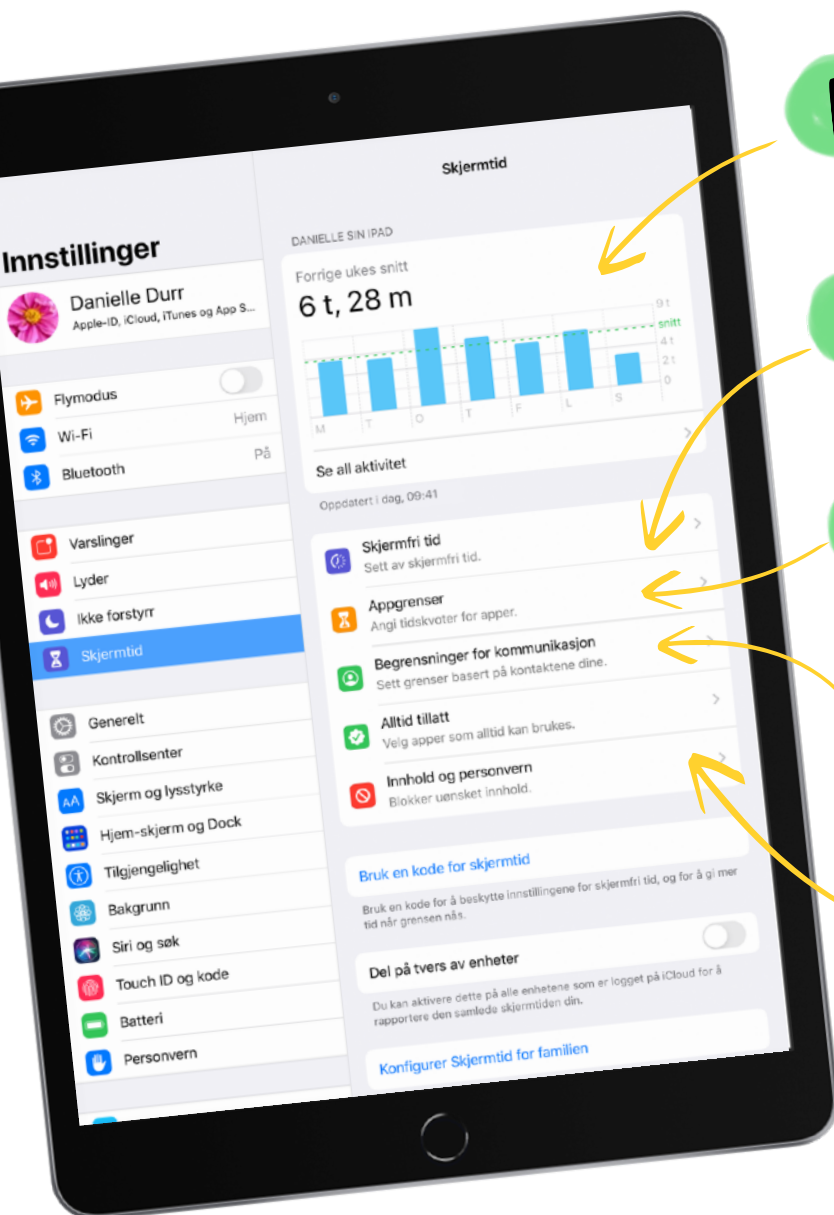 Innstillinger
Danielle Durr
Apple-ID, iCloud, iTunes og App S...
Flymodus
Wi-Fi
Hjem
Bluetooth
På
Varslinger
Lyder
Ikke forstyrr
Skjermtid
Generelt
Kontrollsenter
Skjerm og lysstyrke
Hjem-skjerm og Dock
Tilgjengelighet
Bakgrunn
Siri og søk
Touch ID og kode
Batteri
Personvern
Skjermtid
DANIELLE SIN IPAD
Forrige ukes snitt
6 t, 28 m
9 t
snitt
4 t
2 t
0
M T O T F L S
Se all aktivitet
Oppdatert i dag, 09:41
Skjermfri tid
Sett av skjermfri tid.
Appgrenser
Angi tidskvoter for apper.
Begrensninger for kommunikasjon
Sett grenser basert på kontaktene dine.
Alltid tillatt
Velg apper som alltid kan brukes.
Innhold og personvern
Blokker uønsket innhold.
Bruk en kode for skjermtid
Bruk en kode for å beskytte innstillingene for skjermfri tid, og for å gi mer
tid når grensen nås.
Del på tvers av enheter
Du kan aktivere dette på alle enhetene som er logget på iCloud for å
rapportere den samlede skjermtiden din.
Konfigurer Skjermtid for familien